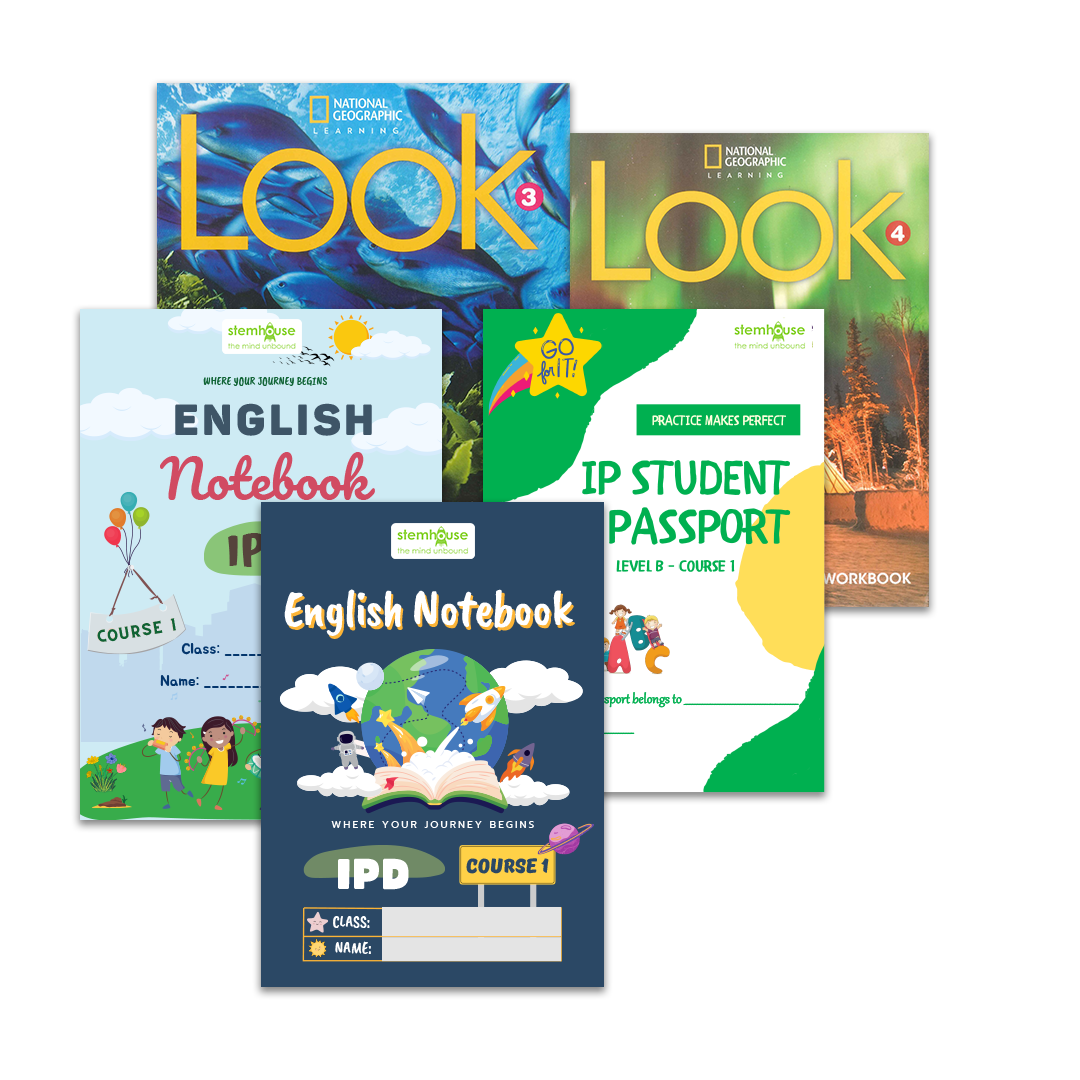 NATIONAL
GEOGRAPHIC
LEARNING
Look
3
NATIONAL
GEOGRAPHIC
LEARNING
Look
4
WORKBOOK
stemhouse
the mind unbound
WHERE YOUR JOURNEY BEGINS
ENGLISH
Notebook
IP
COURSE 1
Class:
Name:
GO
for IT!
stemhouse
the mind unbound
PRACTICE MAKES PERFECT
IP STUDENT
PASSPORT
LEVEL B - COURSE 1
ABC
belongs to
stemhouse
the mind unbound
English Notebook
WHERE YOUR JOURNEY BEGINS
IPD
COURSE 1
CLASS:
NAME: